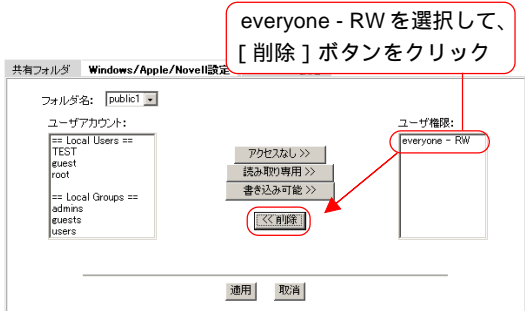 everyone - RW を選択して、
[ 削除 ] ボタンをクリック
共有フォルダ Windows/Apple/Novell設定
フォルダ名: public1
ユーザアカウント:
== Local Users ==
TEST
guest
root
== Local Groups ==
admins
guests
users
アクセスなし >>
読み取り専用 >>
書き込み可能 >>
<< 削除
ユーザ権限:
everyone - RW
適用 取消